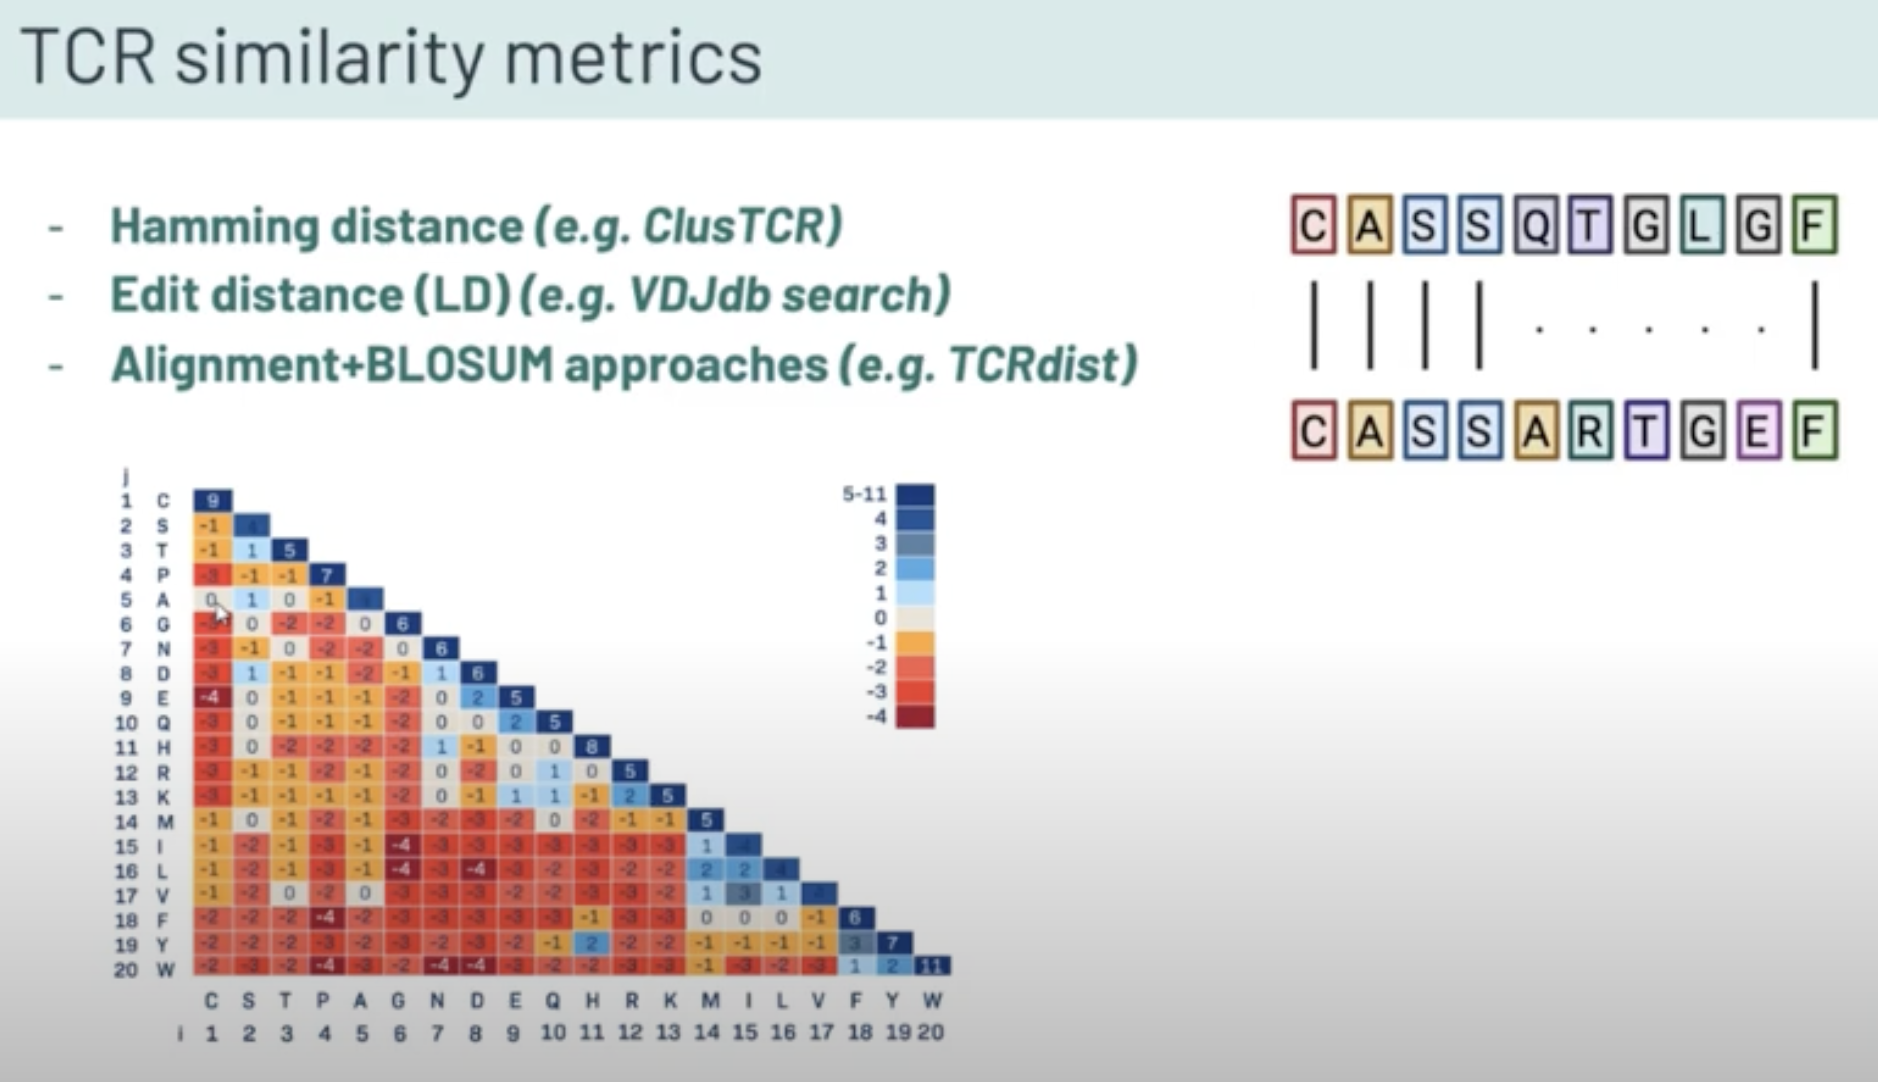 TCR similarity metrics
- Hamming distance (e.g. ClusTCR)
- Edit distance (LD) (e.g. VDJdb search)
- Alignment+BLOSUM approaches (e.g. TCRdist)
C A S S Q T G L G F
| | | | . . . . . |
C A S S A R T G E F
j
1 C 9
2 S -1 4
3 T -1 1 5
4 P -3 -1 -1 7
5 A 0 1 0 -1
6 G -3 0 -2 -2 0 6
7 N -3 -1 0 -2 -2 0 6
8 D -3 1 -1 -1 -2 -1 1 6
9 E -4 0 -1 -1 -1 -2 0 2 5
10 Q -3 0 -1 -1 -1 -2 0 0 2 5
11 H -3 0 -2 -2 -2 -2 1 -1 0 0 8
12 R -3 -1 -1 -2 -1 -2 0 -2 0 1 0 5
13 K -3 -1 -1 -1 -1 -2 0 -1 1 1 -1 2 5
14 M -1 0 -1 -2 -1 -3 -2 -3 -2 0 -2 -1 -1 5
15 I -1 -2 -1 -3 -1 -4 -3 -3 -3 -3 -3 -3 -3 1 4
16 L -1 -2 -1 -3 -1 -4 -3 -4 -3 -2 -3 -2 -2 2 2 4
17 V -1 -2 0 -2 0 -3 -3 -3 -2 -2 -3 -3 -2 1 3 1 4
18 F -2 -2 -2 -4 -2 -3 -3 -3 -3 -3 -1 -3 -3 0 0 0 -1 6
19 Y -2 -2 -2 -3 -2 -3 -2 -3 -2 -1 2 -2 -2 -1 -1 -1 -1 3 7
20 W -2 -3 -2 -4 -3 -2 -4 -4 -3 -2 -2 -3 -3 -1 -3 -2 -3 1 2 11
C S T P A G N D E Q H R K M I L V F Y W
i 1 2 3 4 5 6 7 8 9 10 11 12 13 14 15 16 17 18 19 20
5-11
4
3
2
1
0
-1
-2
-3
-4